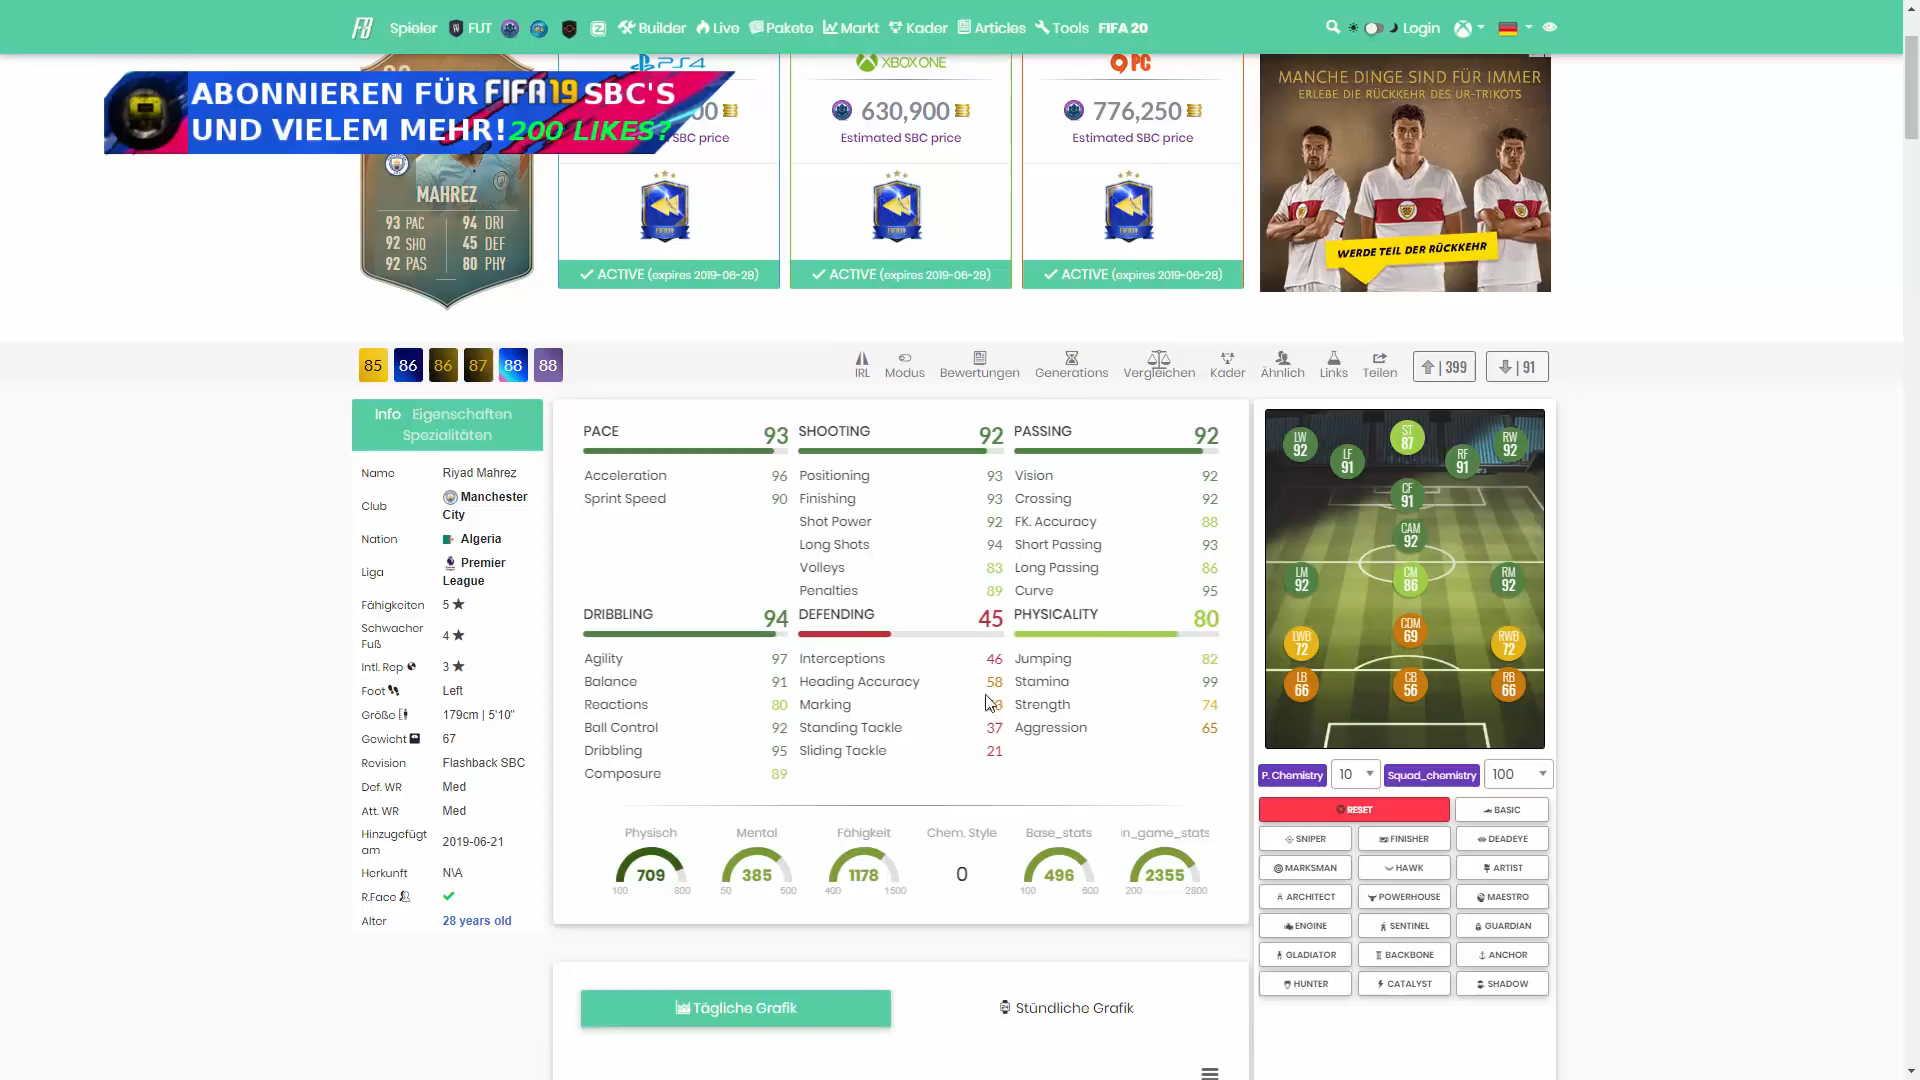 Spieler FUT Builder Live Pakete Markt Kader Articles Tools FIFA 20 Login
ABONNIEREN FÜR FIFA19 SBC'S
UND VIELEM MEHR! 200 LIKES?
PS4
XBOX ONE
PC
630,900
776,250
SBC price
Estimated SBC price
Estimated SBC price
MAHREZ
93 PAC 94 DRI
92 SHO 45 DEF
92 PAS 80 PHY
ACTIVE (expires 2019-06-28)
ACTIVE (expires 2019-06-28)
ACTIVE (expires 2019-06-28)
MANCHE DINGE SIND FÜR IMMER
ERLEBE DIE RÜCKKEHR DES UR-TRIKOTS
WERDE TEIL DER RÜCKKEHR
85 86 86 87 88 88
IRL Modus Bewertungen Generations Vergleichen Kader Ähnlich Links Teilen | 399 | 91
Info Eigenschaften
Spezialitäten
Name Riyad Mahrez
Club Manchester City
Nation Algeria
Liga Premier League
Fähigkeiten 5 ★
Schwacher Fuß 4 ★
Intl. Rep 3 ★
Foot Left
Größe 179cm | 5'10"
Gewicht 67
Revision Flashback SBC
Def. WR Med
Att. WR Med
Hinzugefügt am 2019-06-21
Herkunft N\A
R.Face
Alter 28 years old
PACE 93
Acceleration 96
Sprint Speed 90
SHOOTING 92
Positioning 93
Finishing 93
Shot Power 92
Long Shots 94
Volleys 83
Penalties 89
PASSING 92
Vision 92
Crossing 92
FK. Accuracy 88
Short Passing 93
Long Passing 86
Curve 95
DRIBBLING 94
Agility 97
Balance 91
Reactions 80
Ball Control 92
Dribbling 95
Composure 89
DEFENDING 45
Interceptions 46
Heading Accuracy 58
Marking
Standing Tackle 37
Sliding Tackle 21
PHYSICALITY 80
Jumping 82
Stamina 99
Strength 74
Aggression 65
Physisch Mental Fähigkeit Chem. Style Base_stats in_game_stats
709 385 1178 0 496 2355
100 800 50 500 400 1500 100 600 200 2800
Tägliche Grafik
Stündliche Grafik
LW 92
ST 87
RW 92
LF 91
RF 91
CF 91
CAM 92
LM 92
CM 86
RM 92
LWB 72
CDM 69
RWB 72
LB 66
CB 56
RB 66
P. Chemistry 10 Squad_chemistry 100
RESET BASIC
SNIPER FINISHER DEADEYE
MARKSMAN HAWK ARTIST
ARCHITECT POWERHOUSE MAESTRO
ENGINE SENTINEL GUARDIAN
GLADIATOR BACKBONE ANCHOR
HUNTER CATALYST SHADOW